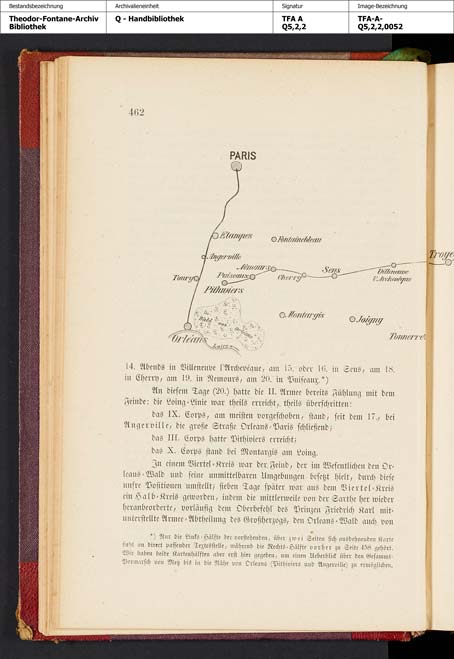 Bestandsbezeichnung
Archivalieneinheit
Signatur
Image-Bezeichnung
Theodor-Fontane-Archiv
Bibliothek
Q - Handbibliothek
TFA A
Q5,2,2
TFA-A-
Q5,2,2,0052
462
PARIS
Etampes
Fontainebleau
Angerville
Troye
Nemours
Toury
Puiseaux
Cherry
Sens
Villeneuve
l'Archevêque
Pithiviers
Wald
von
Orléans
Montargis
Joigny
Tonnerre
Orleans
Loire
14. Abends in Villeneuve l'Archevêque, am 15. oder 16. in Sens, am 18.
in Cherry, am 19. in Nemours, am 20. in Puiseaux.*)
An diesem Tage (20.) hatte die II. Armee bereits Fühlung mit dem
Feinde; die Loing-Linie war theils erreicht, theils überschritten:
das IX. Corps, am meisten vorgeschoben, stand, seit dem 17., bei
Angerville, die große Straße Orleans-Paris schließend;
das III. Corps hatte Pithiviers erreicht;
das X. Corps stand bei Montargis am Loing.
In einem Viertel-Kreis war der Feind, der im Wesentlichen den Or-
leans-Wald und seine unmittelbaren Umgebungen besetzt hielt, durch diese
unsre Positionen umstellt; sieben Tage später war aus dem Viertel-Kreis
ein Halb-Kreis geworden, indem die mittlerweile von der Sarthe her wieder
heranbeorderte, vorläufig dem Oberbefehl des Prinzen Friedrich Karl mit-
unterstellte Armee-Abtheilung des Großherzogs, den Orleans-Wald auch von
*) Nur die Links-Hälfte der vorstehenden, über zwei Seiten sich ausdehnenden Karte
steht an direct passender Textesstelle, während die Rechts-Hälfte vorher zu Seite 458 gehört.
Wir haben beide Kartenhälften aber erst hier gegeben, um einen Ueberblick über den Gesammt-
Vormarsch von Metz bis in die Nähe von Orleans (Pithiviers und Angerville) zu ermöglichen.